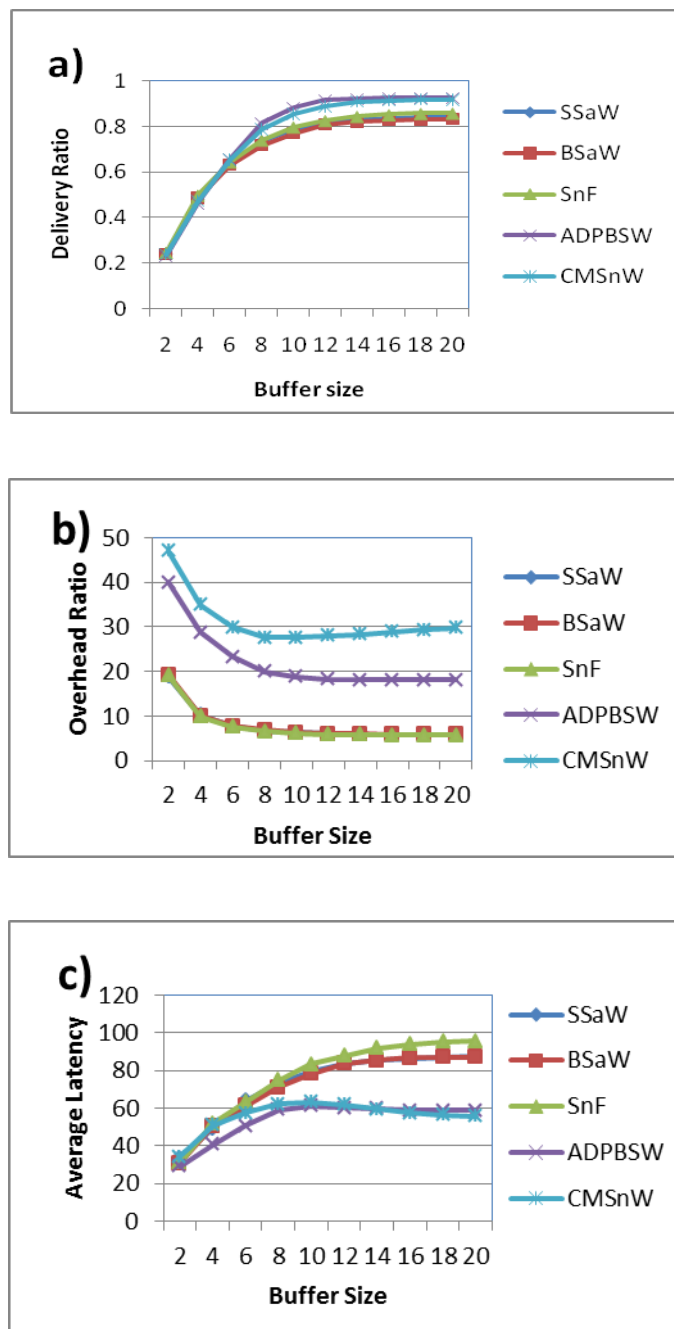 a)
Delivery Ratio
1
0.8
0.6
0.4
0.2
0
2 4 6 8 10 12 14 16 18 20
Buffer size
SSaW
BSaW
SnF
ADPBSW
CMSnW
b)
Overhead Ratio
50
40
30
20
10
0
2 4 6 8 10 12 14 16 18 20
Buffer Size
SSaW
BSaW
SnF
ADPBSW
CMSnW
c)
Average Latency
120
100
80
60
40
20
0
2 4 6 8 10 12 14 16 18 20
Buffer Size
SSaW
BSaW
SnF
ADPBSW
CMSnW